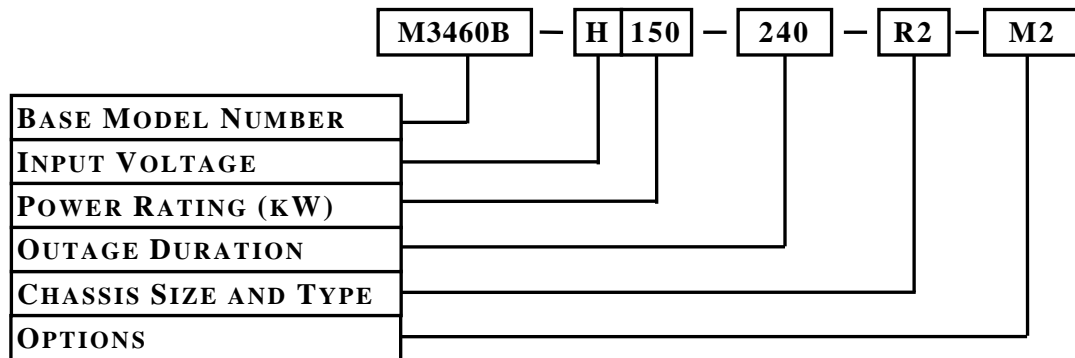 M3460B – H 150 – 240 – R2 – M2
BASE MODEL NUMBER
INPUT VOLTAGE
POWER RATING (KW)
OUTAGE DURATION
CHASSIS SIZE AND TYPE
OPTIONS